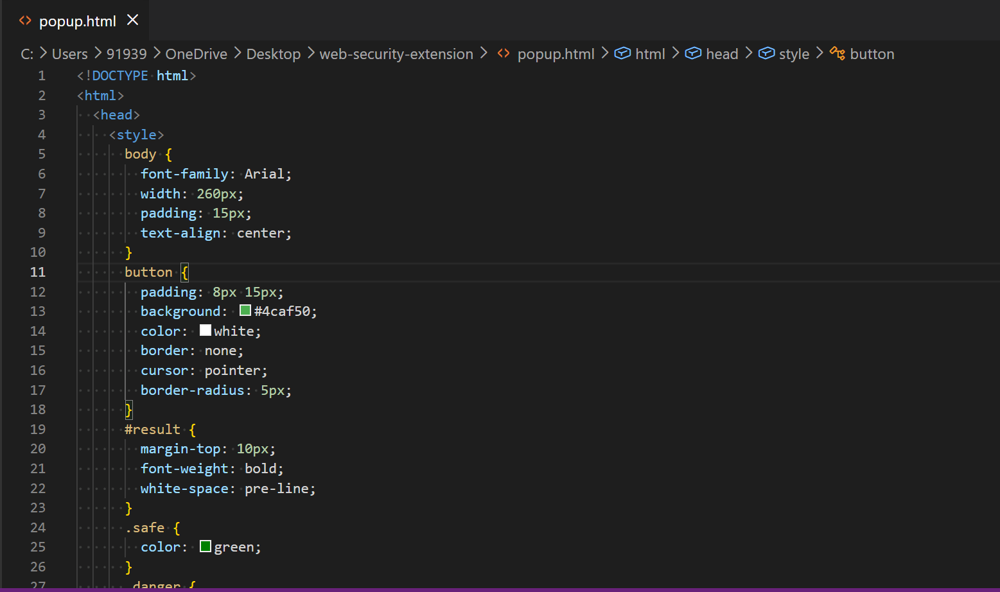 popup.html
C: > Users > 91939 > OneDrive > Desktop > web-security-extension > popup.html > html > head > style > button
1 <!DOCTYPE html>
2 <html>
3   <head>
4     <style>
5       body {
6         font-family: Arial;
7         width: 260px;
8         padding: 15px;
9         text-align: center;
10       }
11       button {
12         padding: 8px 15px;
13         background: #4caf50;
14         color: white;
15         border: none;
16         cursor: pointer;
17         border-radius: 5px;
18       }
19       #result {
20         margin-top: 10px;
21         font-weight: bold;
22         white-space: pre-line;
23       }
24       .safe {
25         color: green;
26       }
27       .danger {